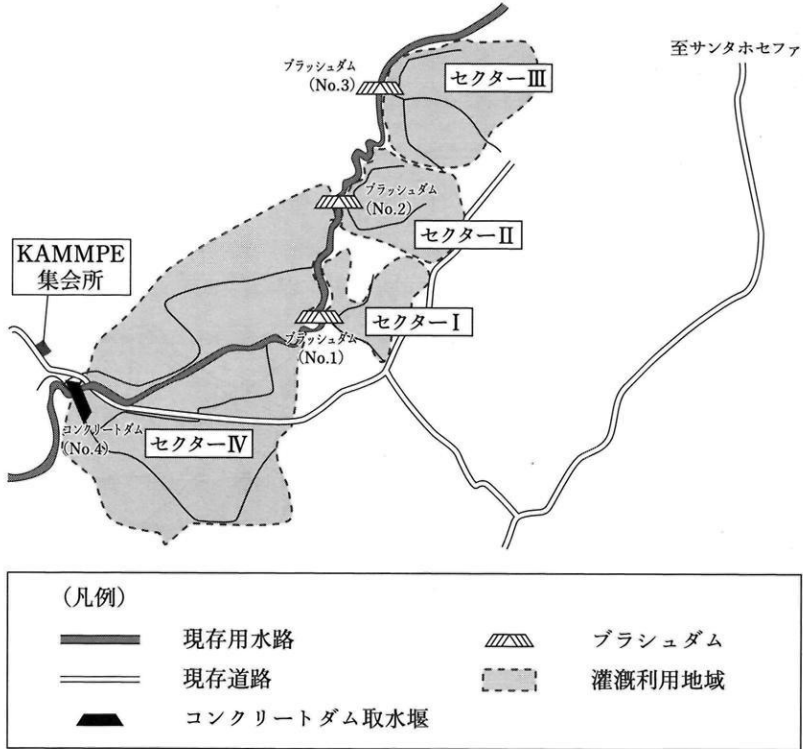 至サンタホセファ
ブラッシュダム
(No.3)
セクターⅢ
ブラッシュダム
(No.2)
セクターⅡ
KAMMPE
集会所
セクターⅠ
ブラッシュダム
(No.1)
コンクリートダム
(No.4)
セクターⅣ
(凡例)
現存用水路
ブラシュダム
現存道路
灌漑利用地域
コンクリートダム取水堰